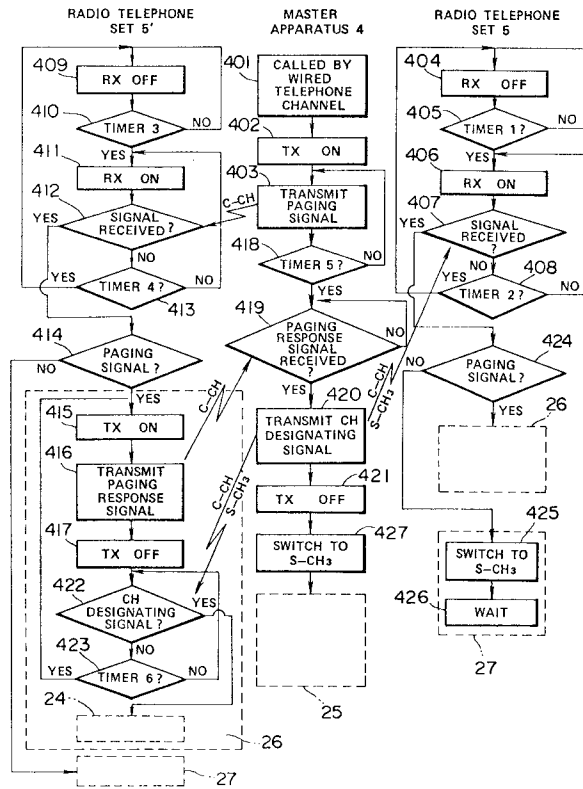 RADIO TELEPHONE
SET 5'
409
RX OFF
410
TIMER 3
NO
YES
411
RX ON
412
YES
SIGNAL
RECEIVED ?
NO
YES
TIMER 4 ?
NO
413
414
NO
PAGING
SIGNAL ?
YES
415
TX ON
416
TRANSMIT
PAGING
RESPONSE
SIGNAL
417
TX OFF
422
CH
DESIGNATING
SIGNAL ?
YES
NO
423
YES
TIMER 6 ?
NO
24
26
27
MASTER
APPARATUS 4
401
CALLED BY
WIRED
TELEPHONE
CHANNEL
402
TX ON
403
TRANSMIT
PAGING
SIGNAL
C-CH
418
TIMER 5 ?
NO
YES
419
PAGING
RESPONSE
SIGNAL
RECEIVED
?
NO
YES
C-CH
420
TRANSMIT CH
DESIGNATING
SIGNAL
C-CH
S-CH3
C-CH
S-CH3
421
TX OFF
427
SWITCH TO
S-CH3
25
RADIO TELEPHONE
SET 5
404
RX OFF
405
TIMER 1 ?
NO
YES
406
RX ON
407
YES
SIGNAL
RECEIVED
?
NO
408
YES
TIMER 2 ?
NO
424
NO
PAGING
SIGNAL ?
YES
26
425
SWITCH TO
S-CH3
426
WAIT
27